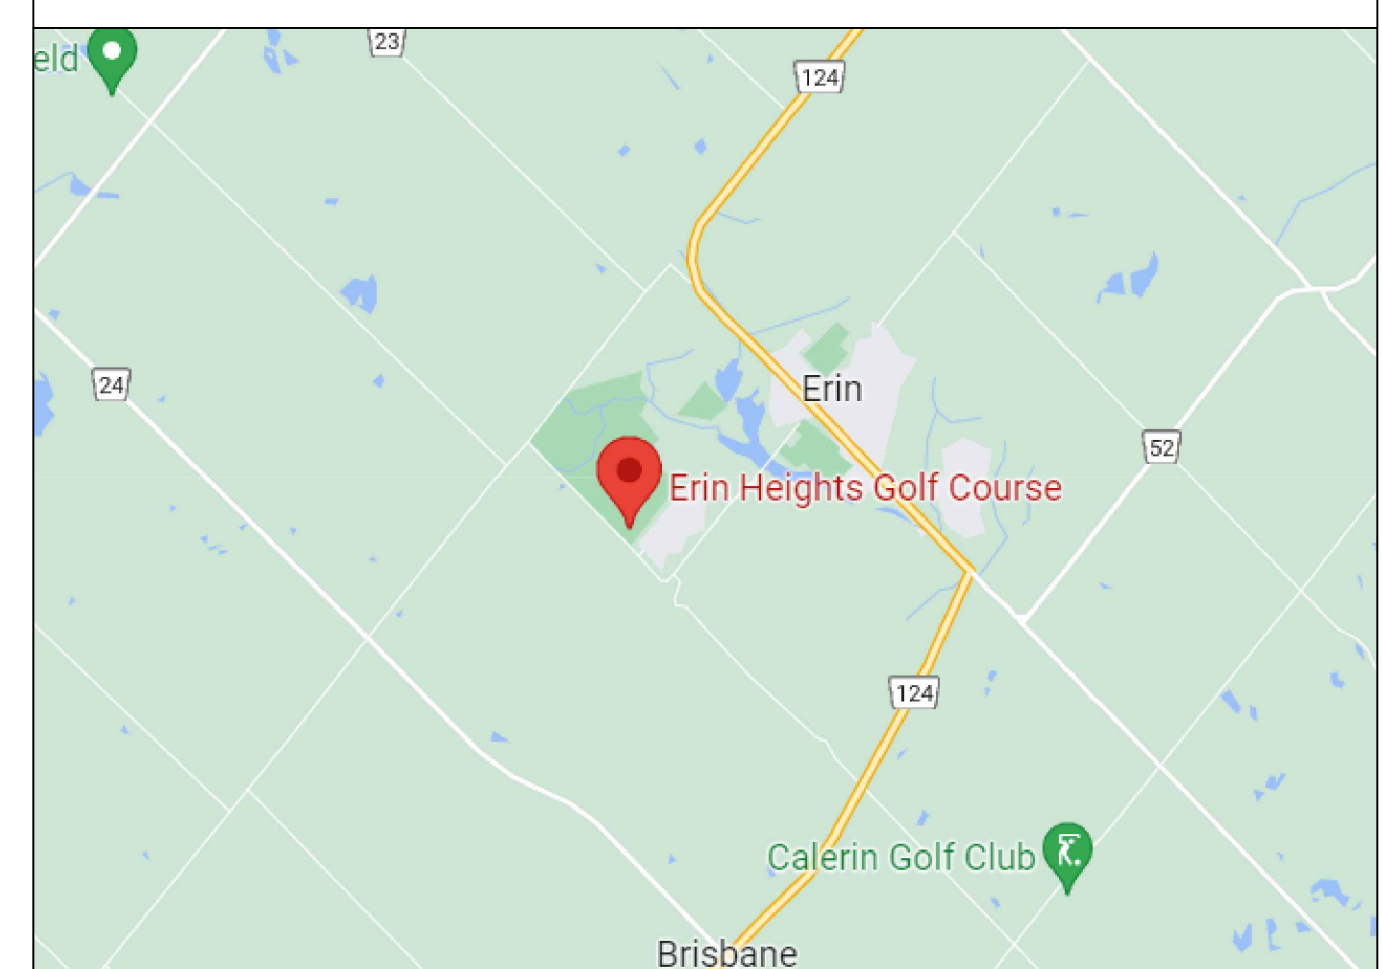 23
eld
124
24
Erin
52
Erin Heights Golf Course
124
Calerin Golf Club
Brisbane